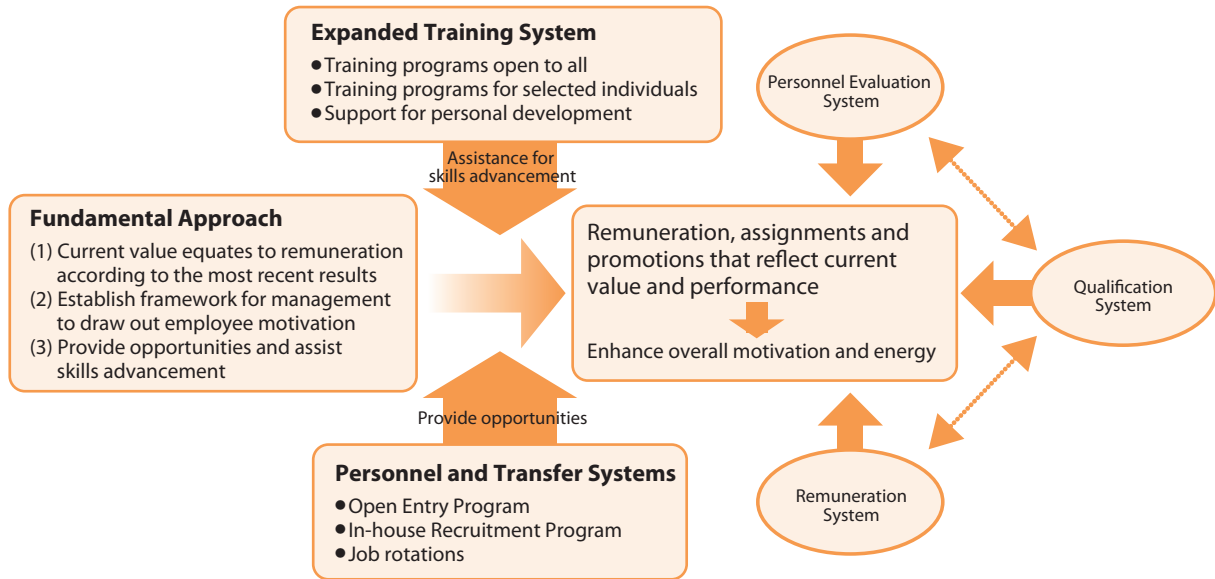 Expanded Training System
●Training programs open to all
●Training programs for selected individuals
●Support for personal development
Assistance for
skills advancement
Fundamental Approach
(1) Current value equates to remuneration
according to the most recent results
(2) Establish framework for management
to draw out employee motivation
(3) Provide opportunities and assist
skills advancement
Provide opportunities
Personnel and Transfer Systems
●Open Entry Program
●In-house Recruitment Program
●Job rotations
Remuneration, assignments and
promotions that reflect current
value and performance
Enhance overall motivation and energy
Personnel Evaluation
System
Qualification
System
Remuneration
System